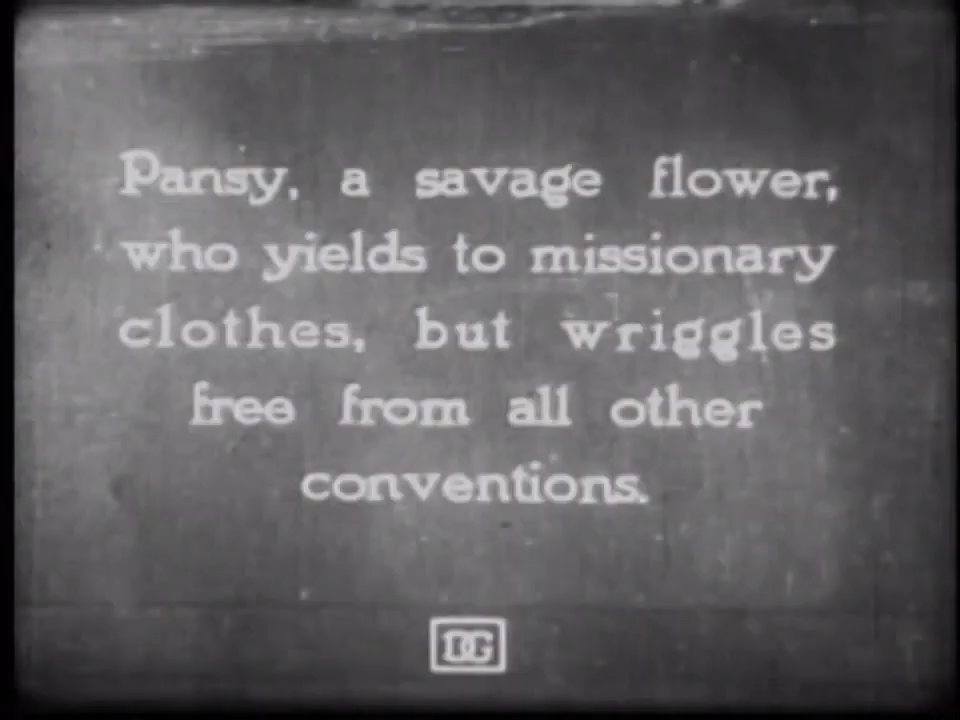 Pansy, a savage flower,
who yields to missionary
clothes, but wriggles
free from all other
conventions.
DG